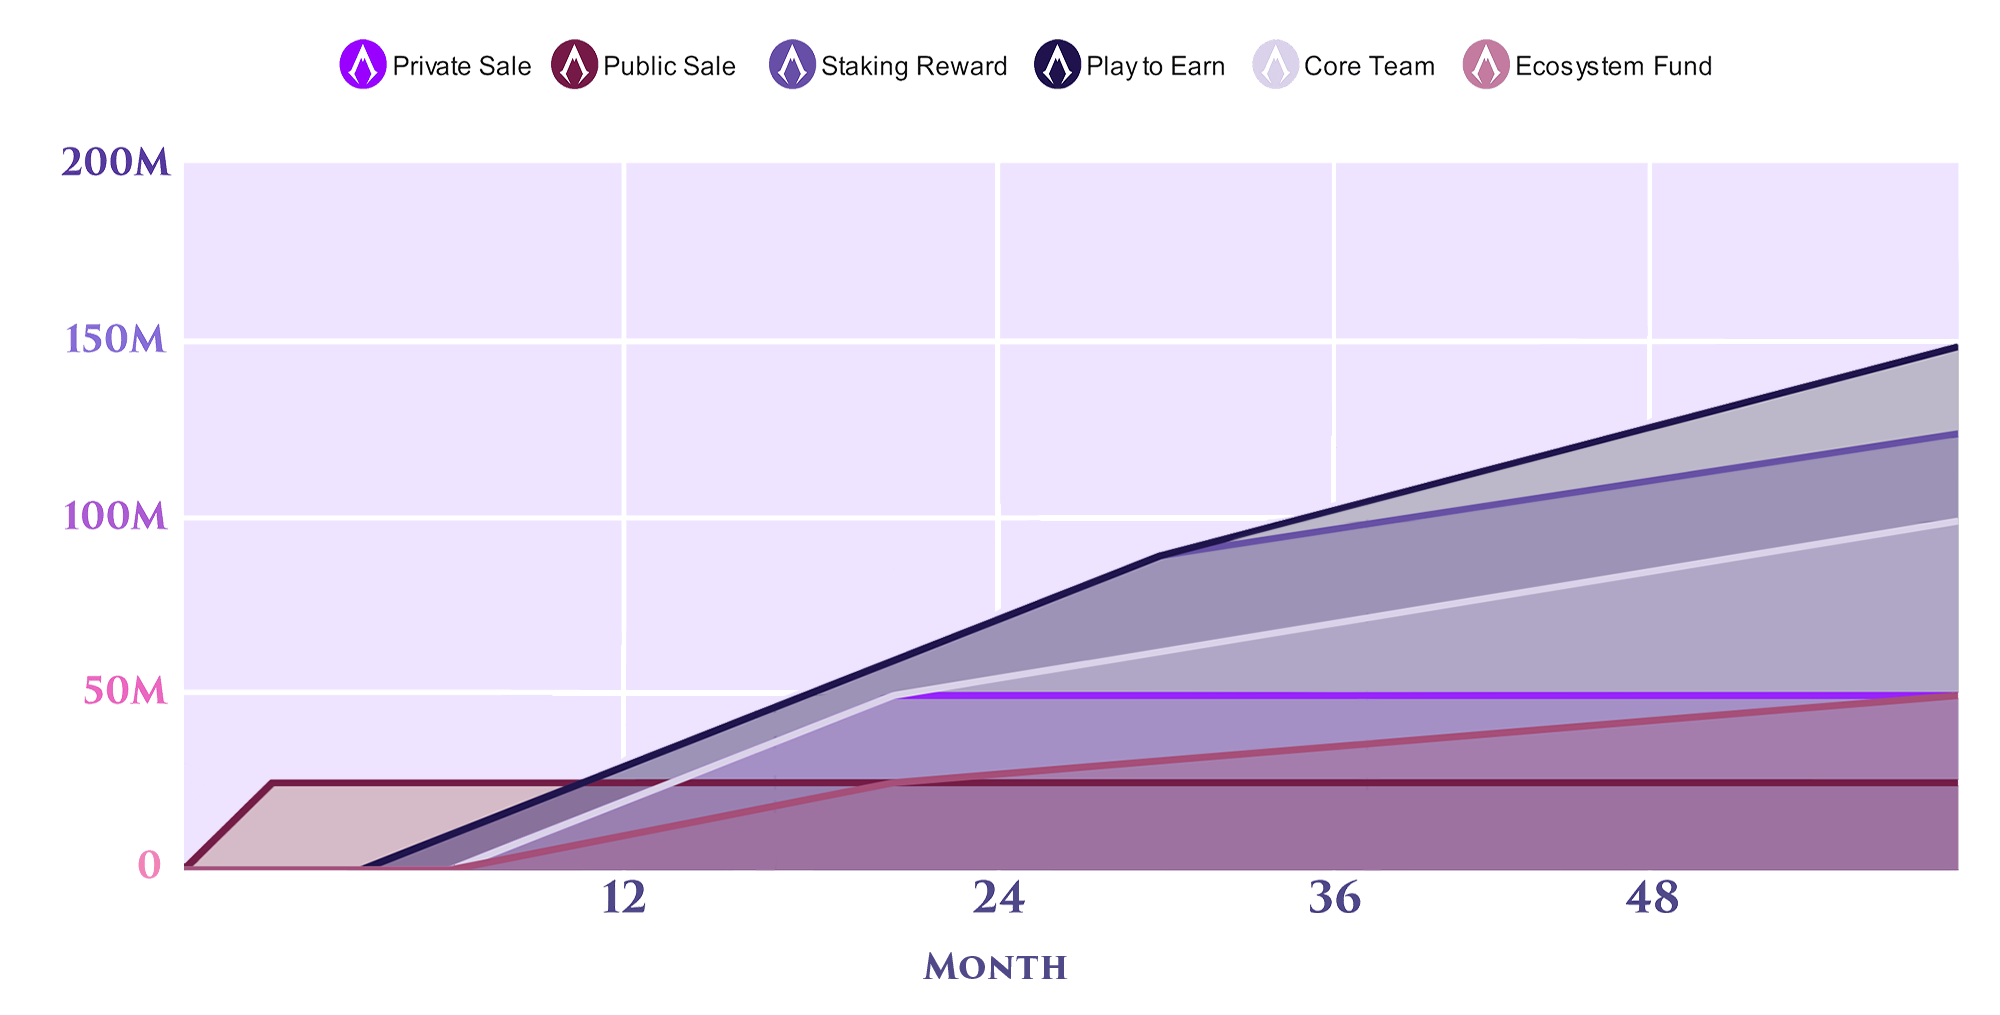 Private Sale Public Sale Staking Reward Play to Earn Core Team Ecosystem Fund
200M
150M
100M
50M
0
12 24 36 48
Month